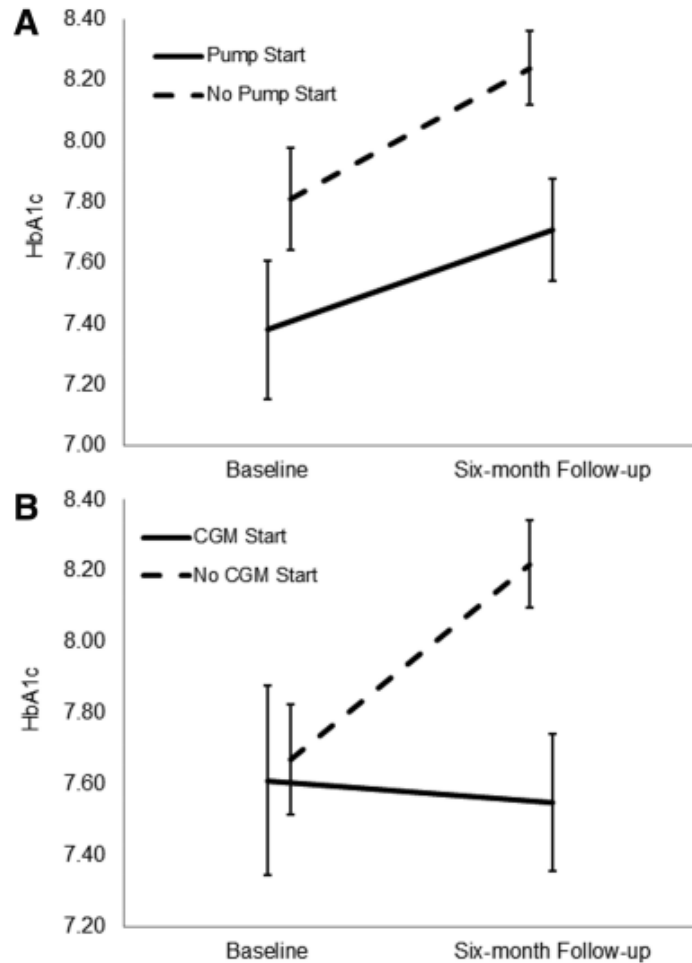 A
8.40
Pump Start
8.20
No Pump Start
8.00
7.80
HbA1c
7.60
7.40
7.20
7.00
Baseline Six-month Follow-up
B
8.40
CGM Start
8.20
No CGM Start
8.00
HbA1c
7.80
7.60
7.40
7.20
Baseline Six-month Follow-up